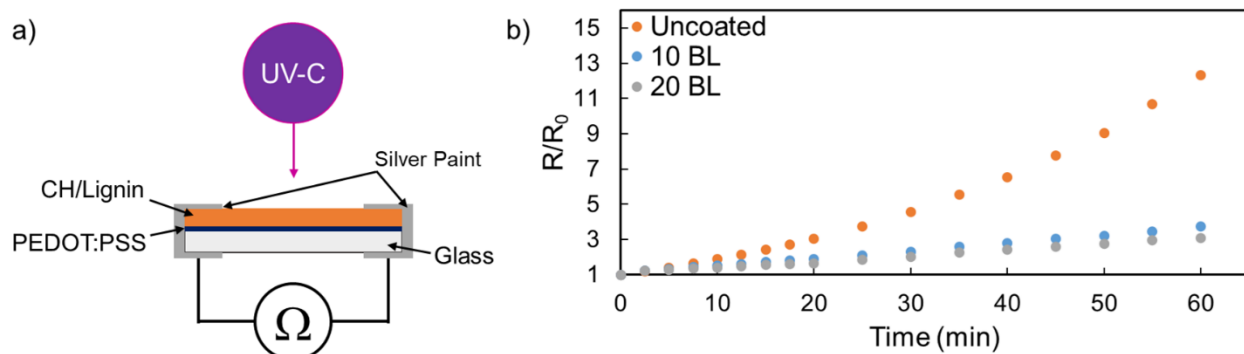 a)
UV-C
Silver Paint
CH/Lignin
PEDOT:PSS
Glass
Ω
b)
Uncoated
10 BL
20 BL
R/R₀
15
13
11
9
7
5
3
1
0 10 20 30 40 50 60
Time (min)